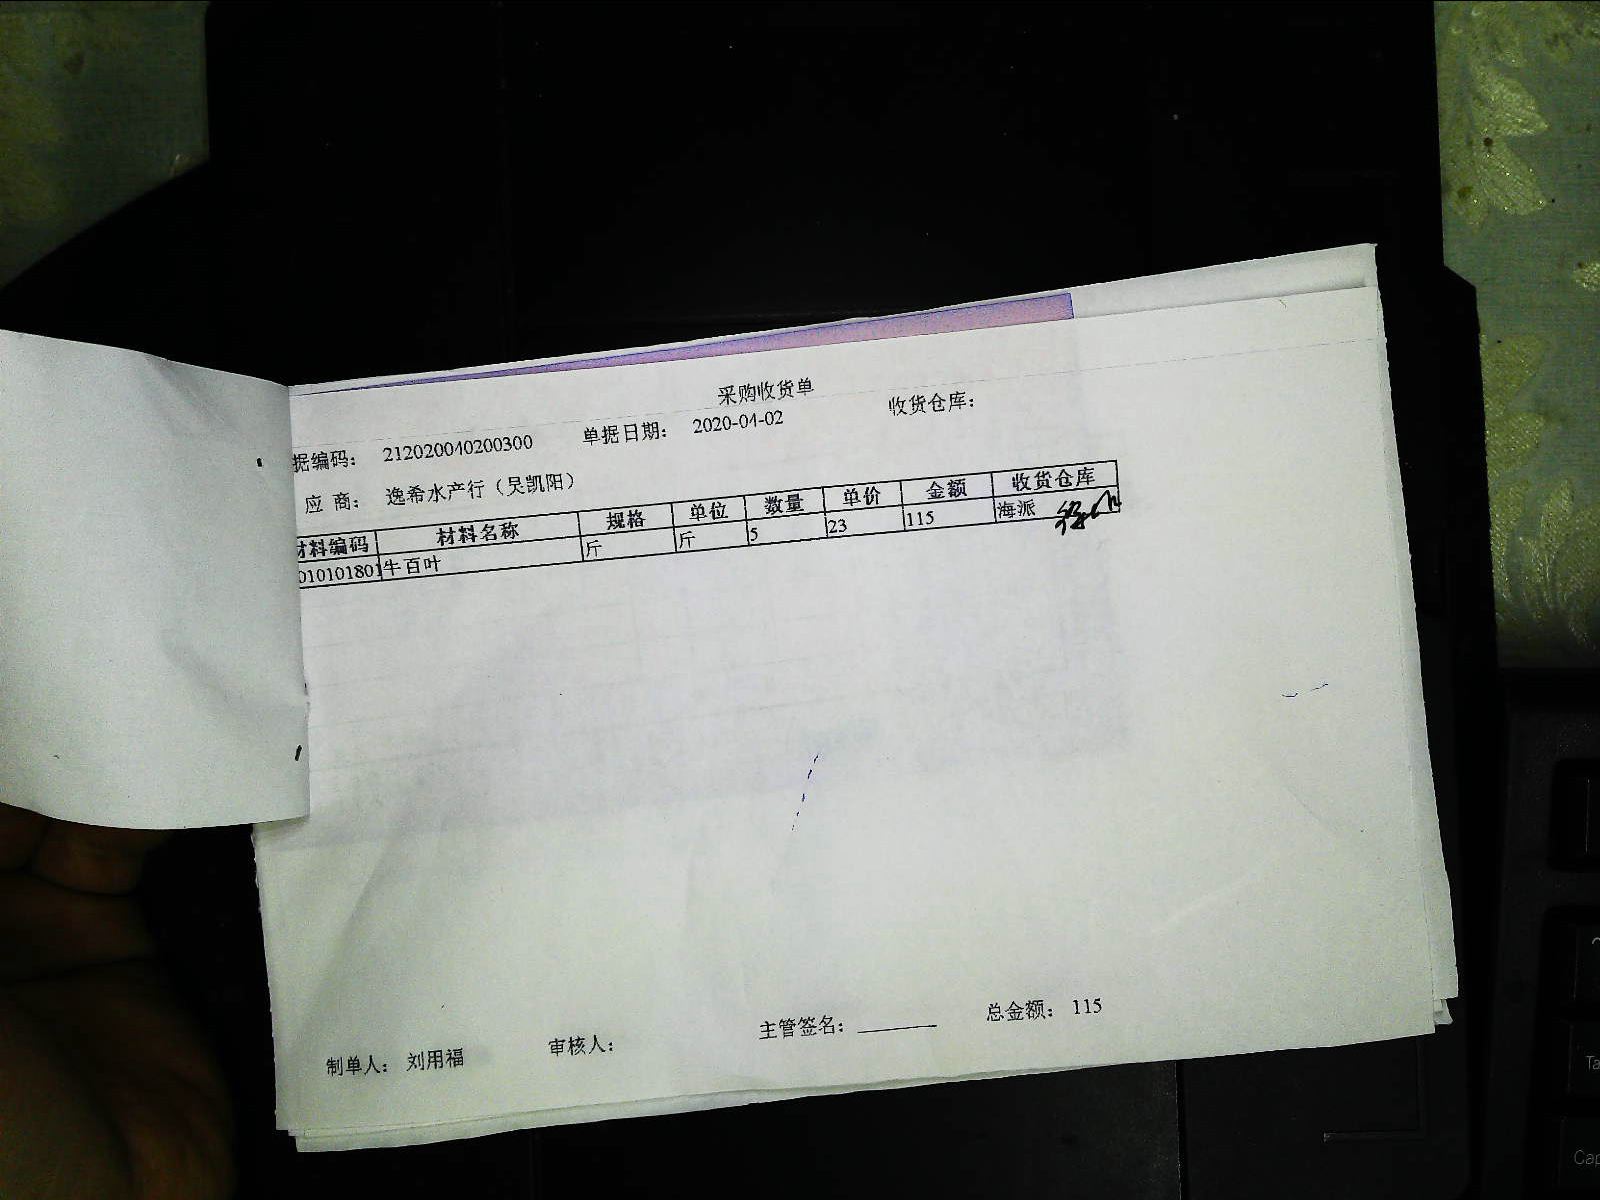 采购收货单
据编码： 212020040200300 单据日期： 2020-04-02 收货仓库：
应 商： 逸希水产行（炅凯阳）
材料编码 材料名称 规格 单位 数量 单价 金额 收货仓库
010101801 牛百叶 斤 斤 5 23 115 海派
制单人： 刘用福 审核人： 主管签名： 总金额： 115